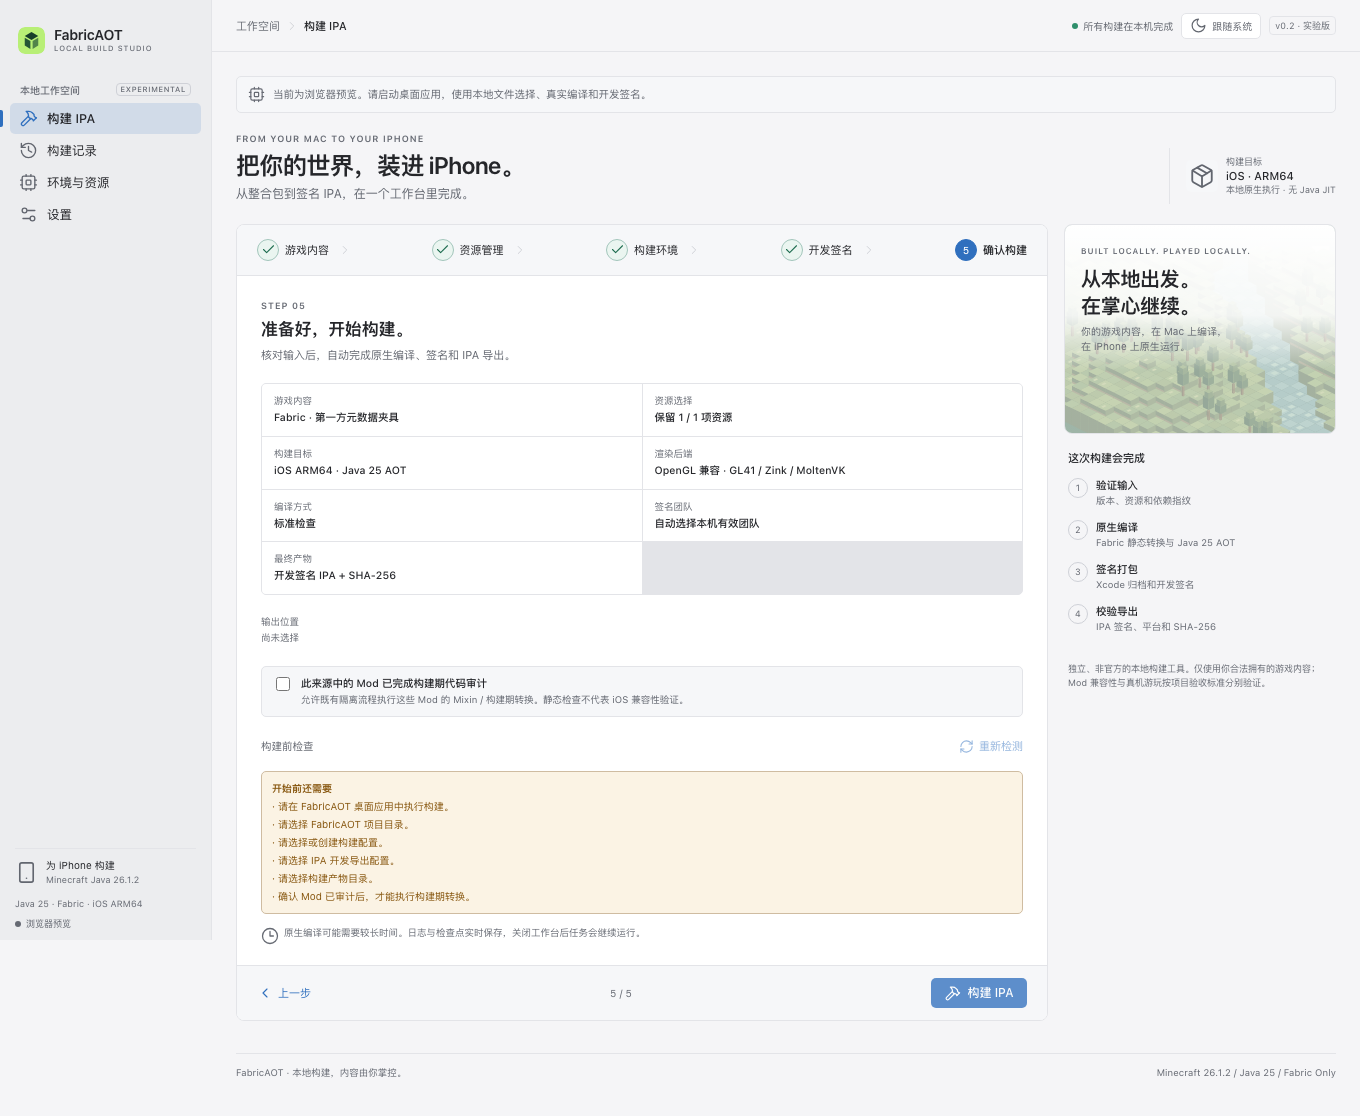 FabricAOT
LOCAL BUILD STUDIO
本地工作空间
EXPERIMENTAL
构建 IPA
构建记录
环境与资源
设置
为 iPhone 构建
Minecraft Java 26.1.2
Java 25 · Fabric · iOS ARM64
浏览器预览
工作空间
构建 IPA
所有构建在本机完成
跟随系统
v0.2 · 实验版
当前为浏览器预览。请启动桌面应用，使用本地文件选择、真实编译和开发签名。
FROM YOUR MAC TO YOUR IPHONE
把你的世界，装进 iPhone。
从整合包到签名 IPA，在一个工作台里完成。
构建目标
iOS · ARM64
本地原生执行 · 无 Java JIT
游戏内容
资源管理
构建环境
开发签名
5 确认构建
STEP 05
准备好，开始构建。
核对输入后，自动完成原生编译、签名和 IPA 导出。
游戏内容
Fabric · 第一方元数据夹具
资源选择
保留 1 / 1 项资源
构建目标
iOS ARM64 · Java 25 AOT
渲染后端
OpenGL 兼容 · GL41 / Zink / MoltenVK
编译方式
标准检查
签名团队
自动选择本机有效团队
最终产物
开发签名 IPA + SHA-256
输出位置
尚未选择
此来源中的 Mod 已完成构建期代码审计
允许既有隔离流程执行这些 Mod 的 Mixin / 构建期转换。静态检查不代表 iOS 兼容性验证。
构建前检查
重新检测
开始前还需要
· 请在 FabricAOT 桌面应用中执行构建。
· 请选择 FabricAOT 项目目录。
· 请选择或创建构建配置。
· 请选择 IPA 开发导出配置。
· 请选择构建产物目录。
· 确认 Mod 已审计后，才能执行构建期转换。
原生编译可能需要较长时间。日志与检查点实时保存，关闭工作台后任务会继续运行。
上一步
5 / 5
构建 IPA
BUILT LOCALLY. PLAYED LOCALLY.
从本地出发。
在掌心继续。
你的游戏内容，在 Mac 上编译，
在 iPhone 上原生运行。
这次构建会完成
1 验证输入
版本、资源和依赖指纹
2 原生编译
Fabric 静态转换与 Java 25 AOT
3 签名打包
Xcode 归档和开发签名
4 校验导出
IPA 签名、平台和 SHA-256
独立、非官方的本地构建工具。仅使用你合法拥有的游戏内容；
Mod 兼容性与真机游玩按项目验收标准分别验证。
FabricAOT · 本地构建，内容由你掌控。
Minecraft 26.1.2 / Java 25 / Fabric Only